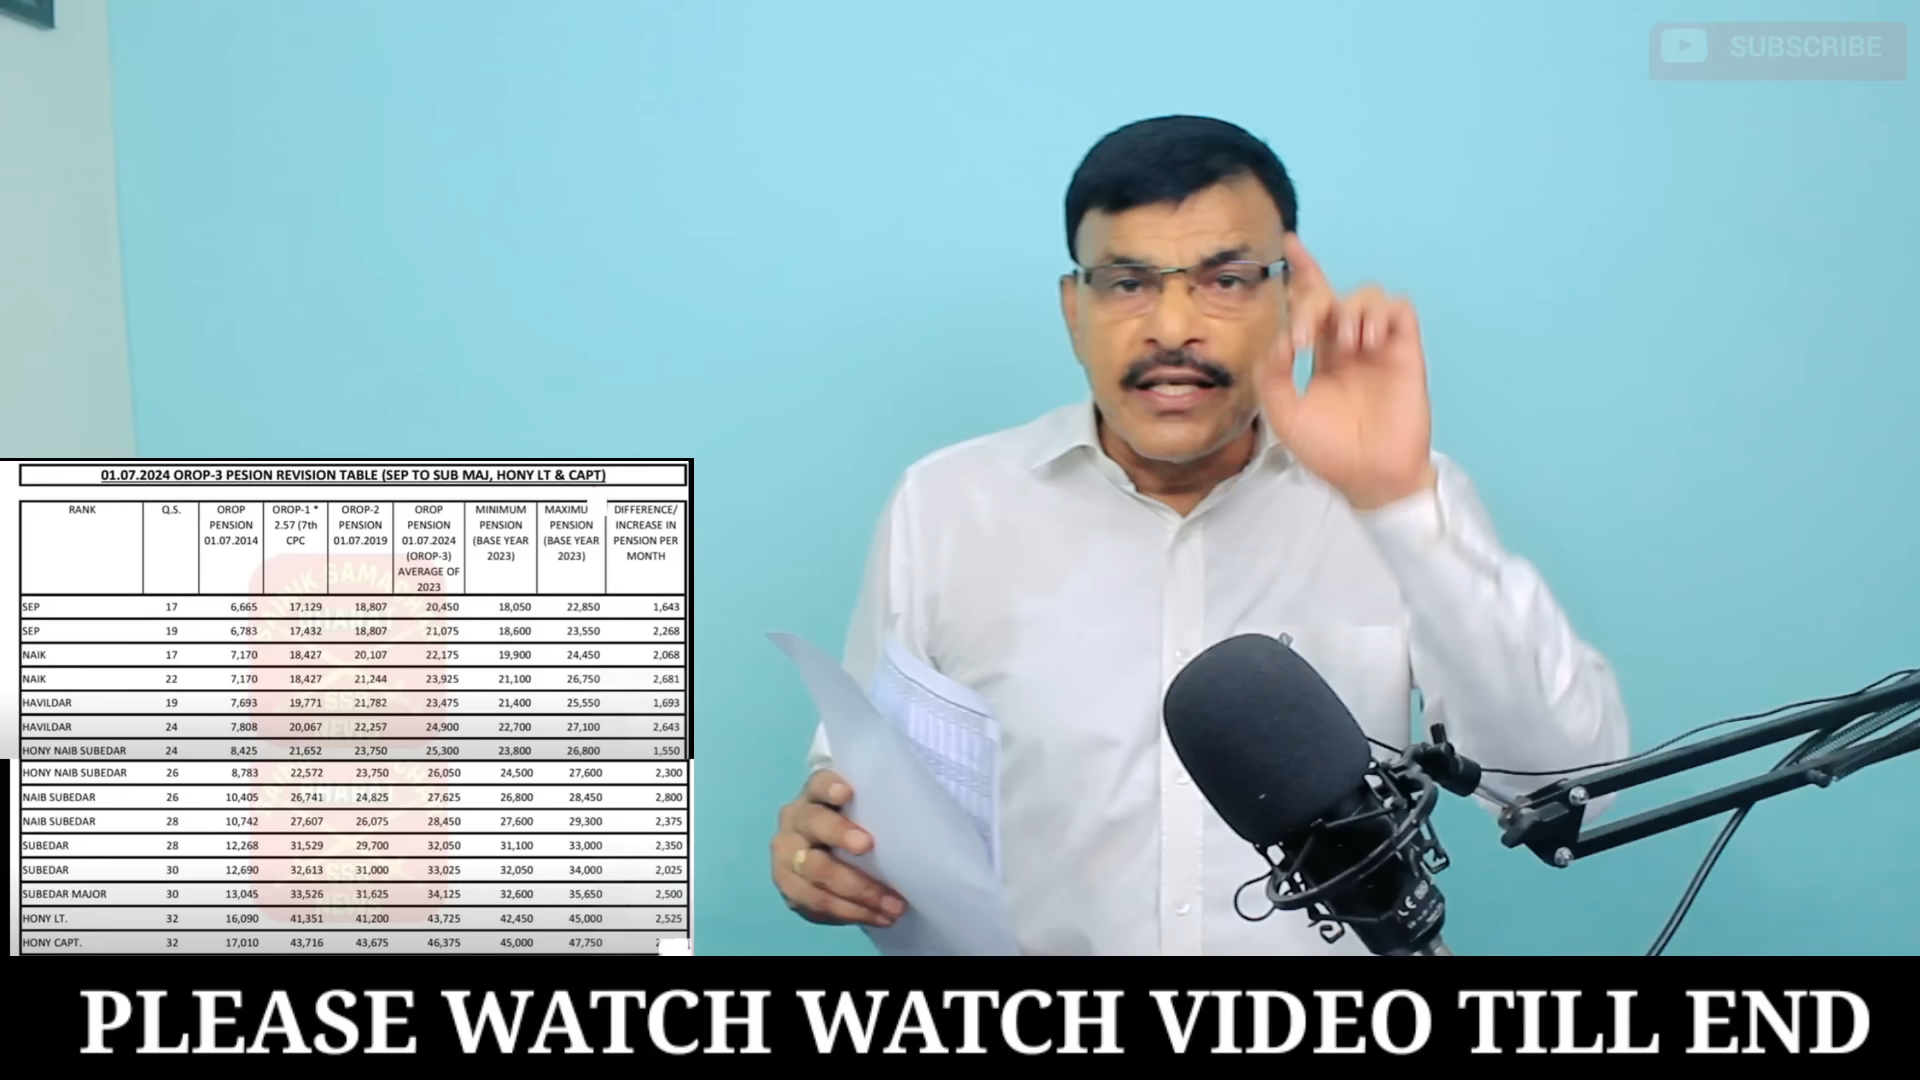 SUBSCRIBE
01.07.2024 OROP-3 PESION REVISION TABLE (SEP TO SUB MAJ, HONY LT & CAPT)
RANK Q.S. OROP PENSION 01.07.2014 OROP-1 * 2.57 (7th CPC OROP-2 PENSION 01.07.2019 OROP PENSION 01.07.2024 (OROP-3) AVERAGE OF 2023 MINIMUM PENSION (BASE YEAR 2023) MAXIMU PENSION (BASE YEAR 2023) DIFFERENCE/ INCREASE IN PENSION PER MONTH
SEP 17 6,665 17,129 18,807 20,450 18,050 22,850 1,643
SEP 19 6,783 17,432 18,807 21,075 18,600 23,550 2,268
NAIK 17 7,170 18,427 20,107 22,175 19,900 24,450 2,068
NAIK 22 7,170 18,427 21,244 23,925 21,100 26,750 2,681
HAVILDAR 19 7,693 19,771 21,782 23,475 21,400 25,550 1,693
HAVILDAR 24 7,808 20,067 22,257 24,900 22,700 27,100 2,643
HONY NAIB SUBEDAR 24 8,425 21,652 23,750 25,300 23,800 26,800 1,550
HONY NAIB SUBEDAR 26 8,783 22,572 23,750 26,050 24,500 27,600 2,300
NAIB SUBEDAR 26 10,405 26,741 24,825 27,625 26,800 28,450 2,800
NAIB SUBEDAR 28 10,742 27,607 26,075 28,450 27,600 29,300 2,375
SUBEDAR 28 12,268 31,529 29,700 32,050 31,100 33,000 2,350
SUBEDAR 30 12,690 32,613 31,000 33,025 32,050 34,000 2,025
SUBEDAR MAJOR 30 13,045 33,526 31,625 34,125 32,600 35,650 2,500
HONY LT. 32 16,090 41,351 41,200 43,725 42,450 45,000 2,525
HONY CAPT. 32 17,010 43,716 43,675 46,375 45,000 47,750
PLEASE WATCH WATCH VIDEO TILL END